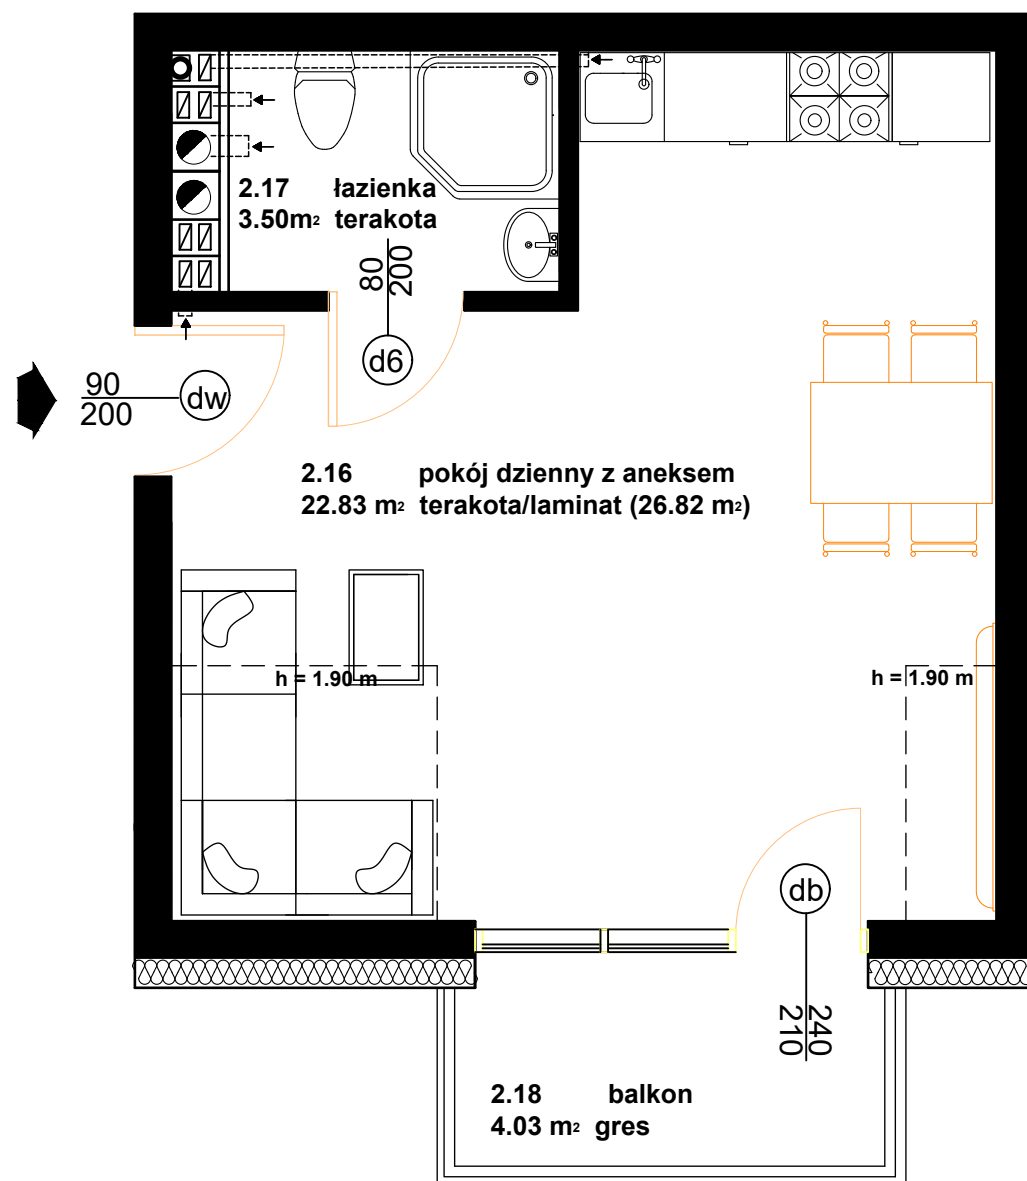 2.17 łazienka
3.50m² terakota
80
200
d6
90
200
dw
2.16 pokój dzienny z aneksem
22.83 m² terakota/laminat (26.82 m²)
h = 1.90 m
h = 1.90 m
db
240
210
2.18 balkon
4.03 m² gres